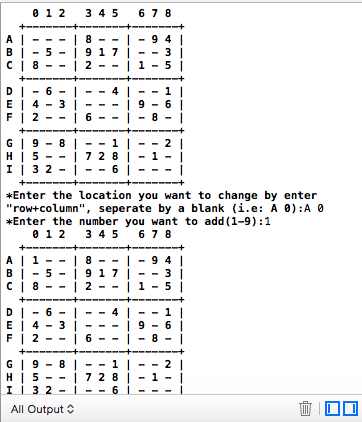 0 1 2   3 4 5   6 7 8
+-------+-------+-------+
A | - - - | 8 - - | - 9 4 |
B | - 5 - | 9 1 7 | - - 3 |
C | 8 - - | 2 - - | 1 - 5 |
+-------+-------+-------+
D | - 6 - | - - 4 | - - 1 |
E | 4 - 3 | - - - | 9 - 6 |
F | 2 - - | 6 - - | - 8 - |
+-------+-------+-------+
G | 9 - 8 | - - 1 | - - 2 |
H | 5 - - | 7 2 8 | - 1 - |
I | 3 2 - | - - 6 | - - - |
+-------+-------+-------+
*Enter the location you want to change by enter
"row+column", seperate by a blank (i.e: A 0):A 0
*Enter the number you want to add(1-9):1
0 1 2   3 4 5   6 7 8
+-------+-------+-------+
A | 1 - - | 8 - - | - 9 4 |
B | - 5 - | 9 1 7 | - - 3 |
C | 8 - - | 2 - - | 1 - 5 |
+-------+-------+-------+
D | - 6 - | - - 4 | - - 1 |
E | 4 - 3 | - - - | 9 - 6 |
F | 2 - - | 6 - - | - 8 - |
+-------+-------+-------+
G | 9 - 8 | - - 1 | - - 2 |
H | 5 - - | 7 2 8 | - 1 - |
I | 3 2 - | - - 6 | - - - |
All Output